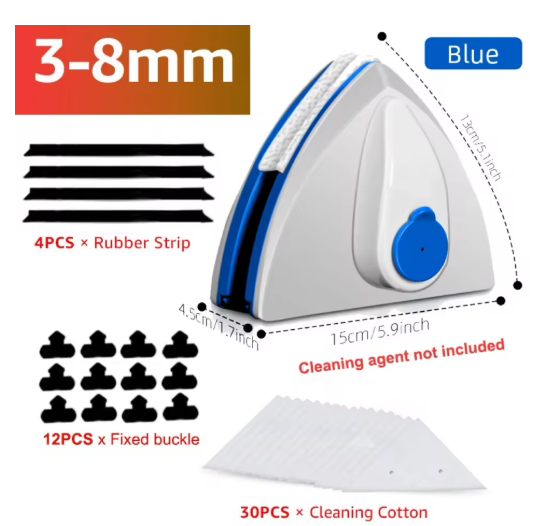 3-8mm
Blue
13cm/5.1inch
4PCS × Rubber Strip
4.5cm/1.7inch
15cm/5.9inch
Cleaning agent not included
12PCS x Fixed buckle
30PCS × Cleaning Cotton